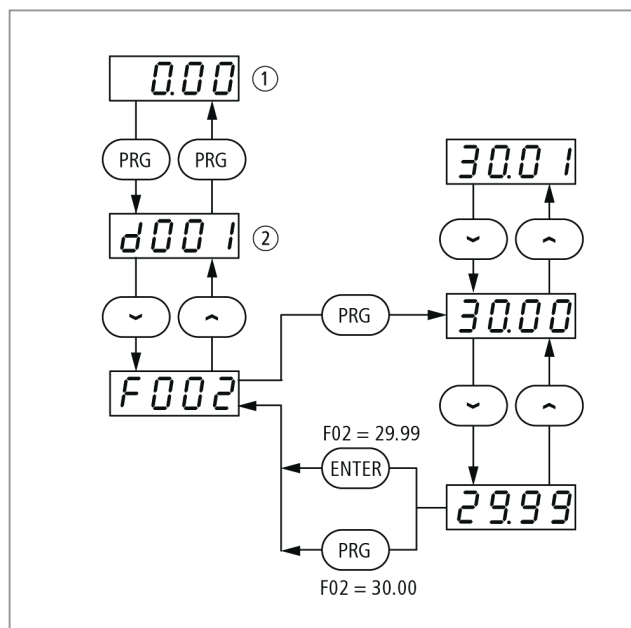 0.00 ①
PRG PRG
d001 ②
F002
PRG
30.01
30.00
29.99
F02 = 29.99
ENTER
PRG
F02 = 30.00